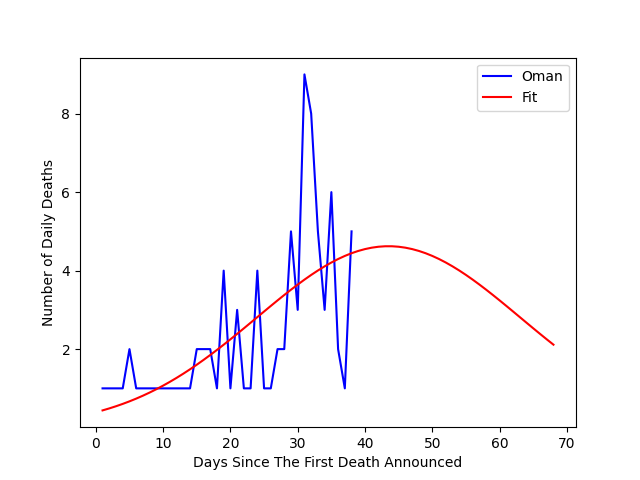 Oman
Fit
8
6
4
2
Number of Daily Deaths
0 10 20 30 40 50 60 70
Days Since The First Death Announced